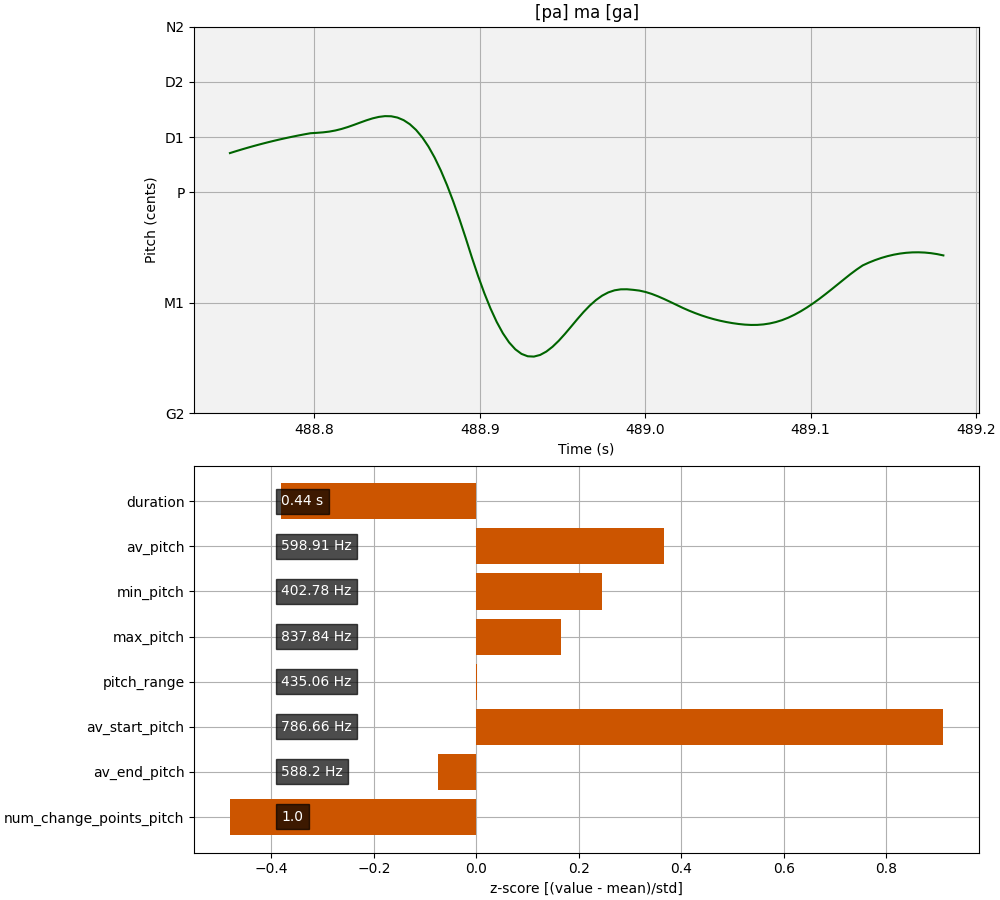 [pa] ma [ga]
N2
D2
D1
P
M1
G2
Pitch (cents)
488.8 488.9 489.0 489.1 489.2
Time (s)
duration 0.44 s
av_pitch 598.91 Hz
min_pitch 402.78 Hz
max_pitch 837.84 Hz
pitch_range 435.06 Hz
av_start_pitch 786.66 Hz
av_end_pitch 588.2 Hz
num_change_points_pitch 1.0
−0.4 −0.2 0.0 0.2 0.4 0.6 0.8
z-score [(value - mean)/std]